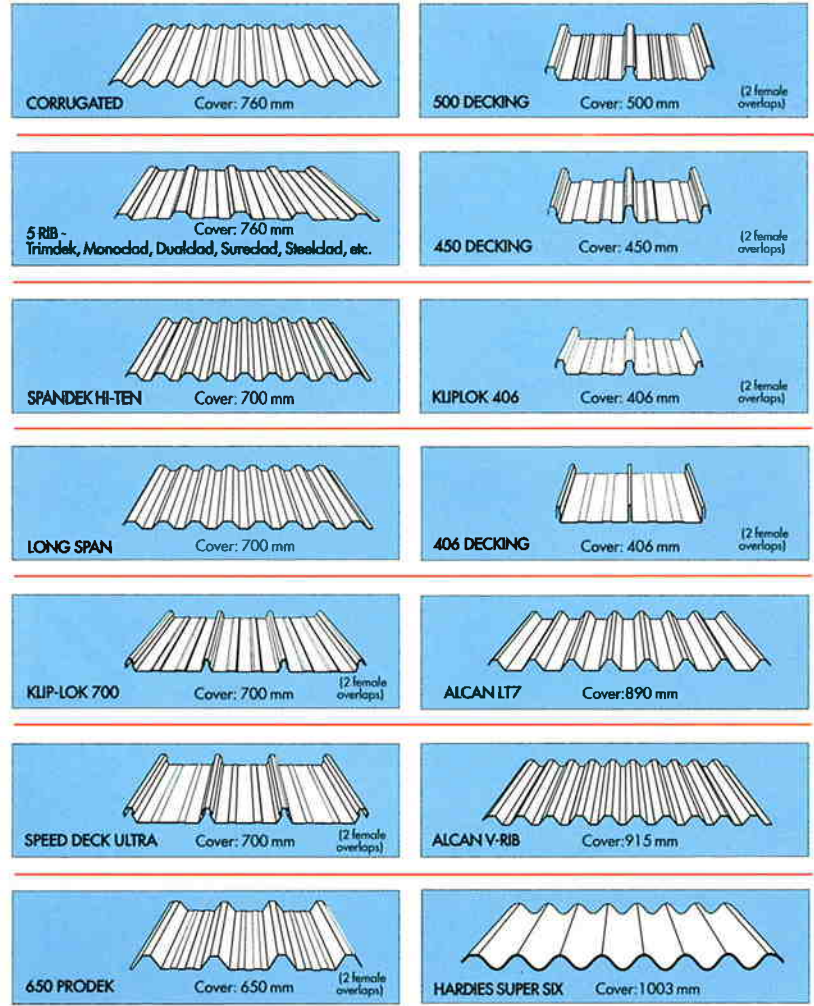 CORRUGATED
Cover: 760 mm
500 DECKING
Cover: 500 mm
(2 female
overlaps)
5 RIB -
Cover: 760 mm
Trimdek, Monoclad, Dualclad, Sureclad, Steelclad, etc.
450 DECKING
Cover: 450 mm
(2 female
overlaps)
SPANDEK HI-TEN
Cover: 700 mm
KLIPLOK 406
Cover: 406 mm
(2 female
overlaps)
LONG SPAN
Cover: 700 mm
406 DECKING
Cover: 406 mm
(2 female
overlaps)
KLIP-LOK 700
Cover: 700 mm
(2 female
overlaps)
ALCAN LT7
Cover:890 mm
SPEED DECK ULTRA
Cover: 700 mm
(2 female
overlaps)
ALCAN V-RIB
Cover:915 mm
650 PRODEK
Cover: 650 mm
(2 female
overlaps)
HARDIES SUPER SIX
Cover:1003 mm